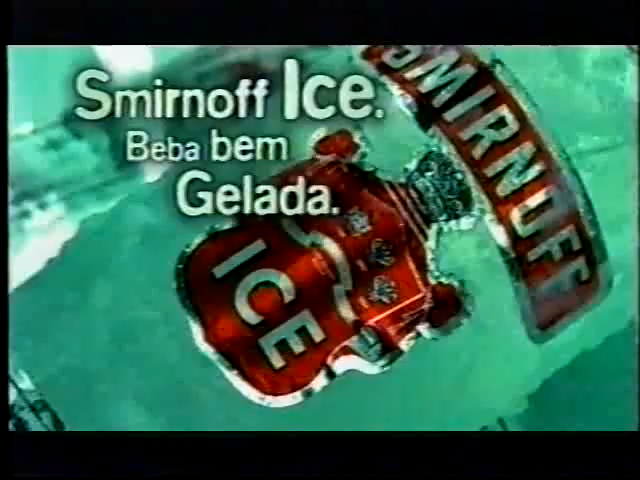 Smirnoff Ice.
Beba bem
Gelada.
SMIRNOFF
ICE